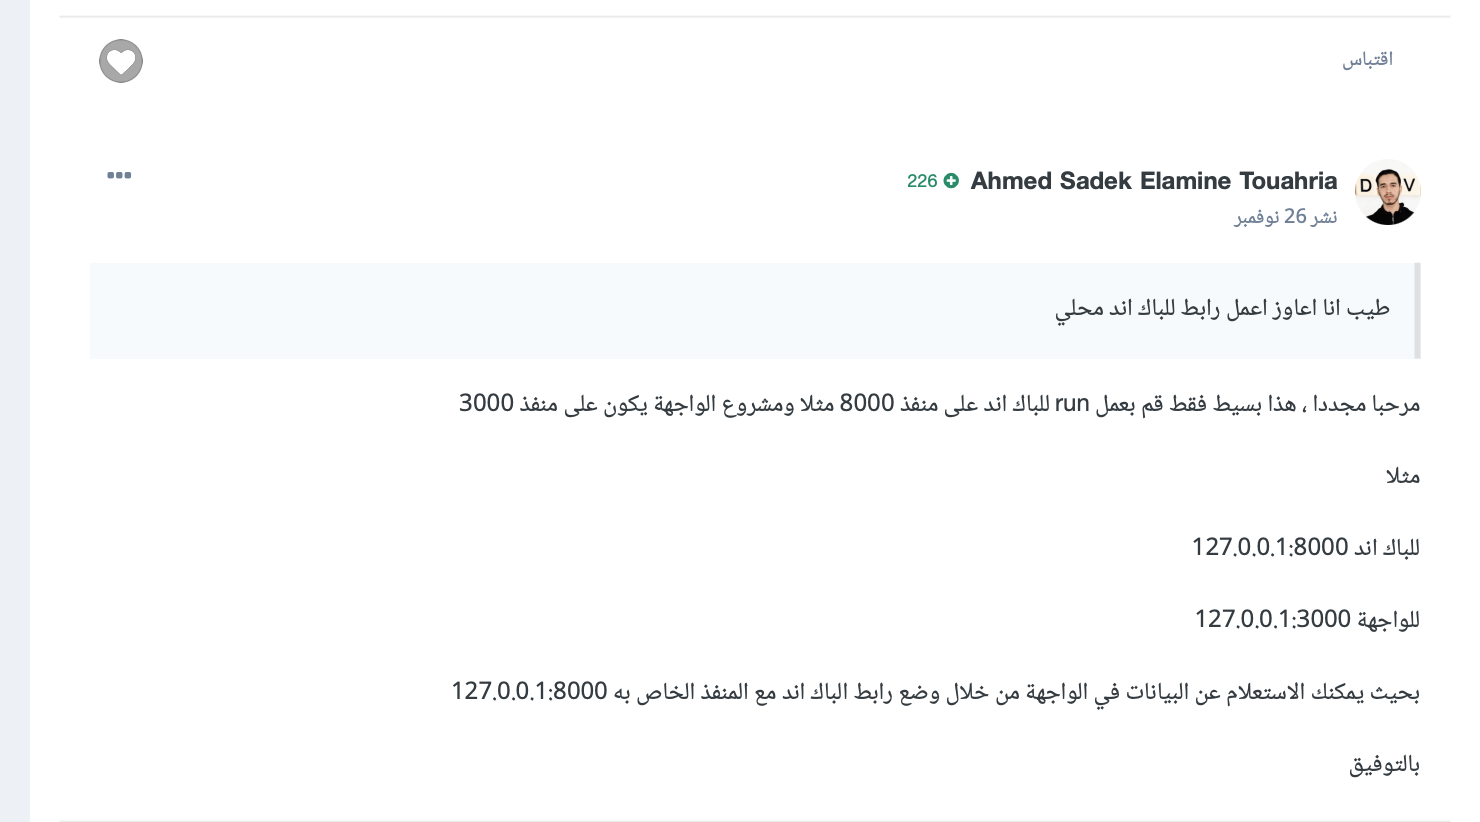 اقتباس
Ahmed Sadek Elamine Touahria 226
نشر 26 نوفمبر
طيب انا اعاوز اعمل رابط للباك اند محلي
مرحبا مجددا ، هذا بسيط فقط قم بعمل run للباك اند على منفذ 8000 مثلا ومشروع الواجهة يكون على منفذ 3000
مثلا
للباك اند 127.0.0.1:8000
للواجهة 127.0.0.1:3000
بحيث يمكنك الاستعلام عن البيانات في الواجهة من خلال وضع رابط الباك اند مع المنفذ الخاص به 127.0.0.1:8000
بالتوفيق